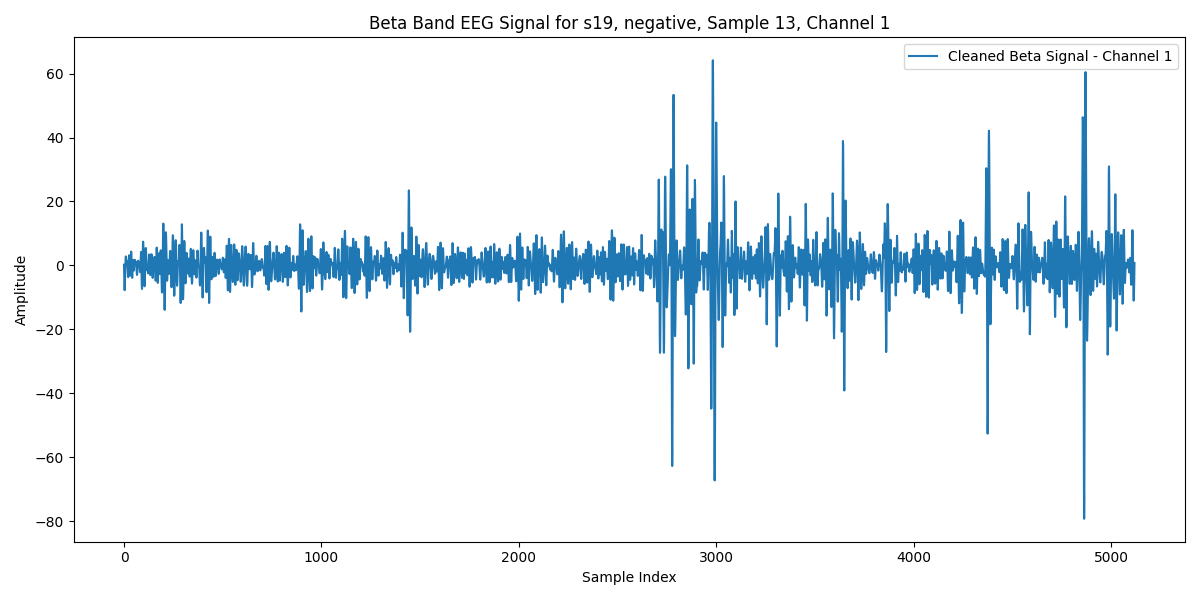 Beta Band EEG Signal for s19, negative, Sample 13, Channel 1
Cleaned Beta Signal - Channel 1
60
40
20
0
−20
−40
−60
−80
Amplitude
0 1000 2000 3000 4000 5000
Sample Index